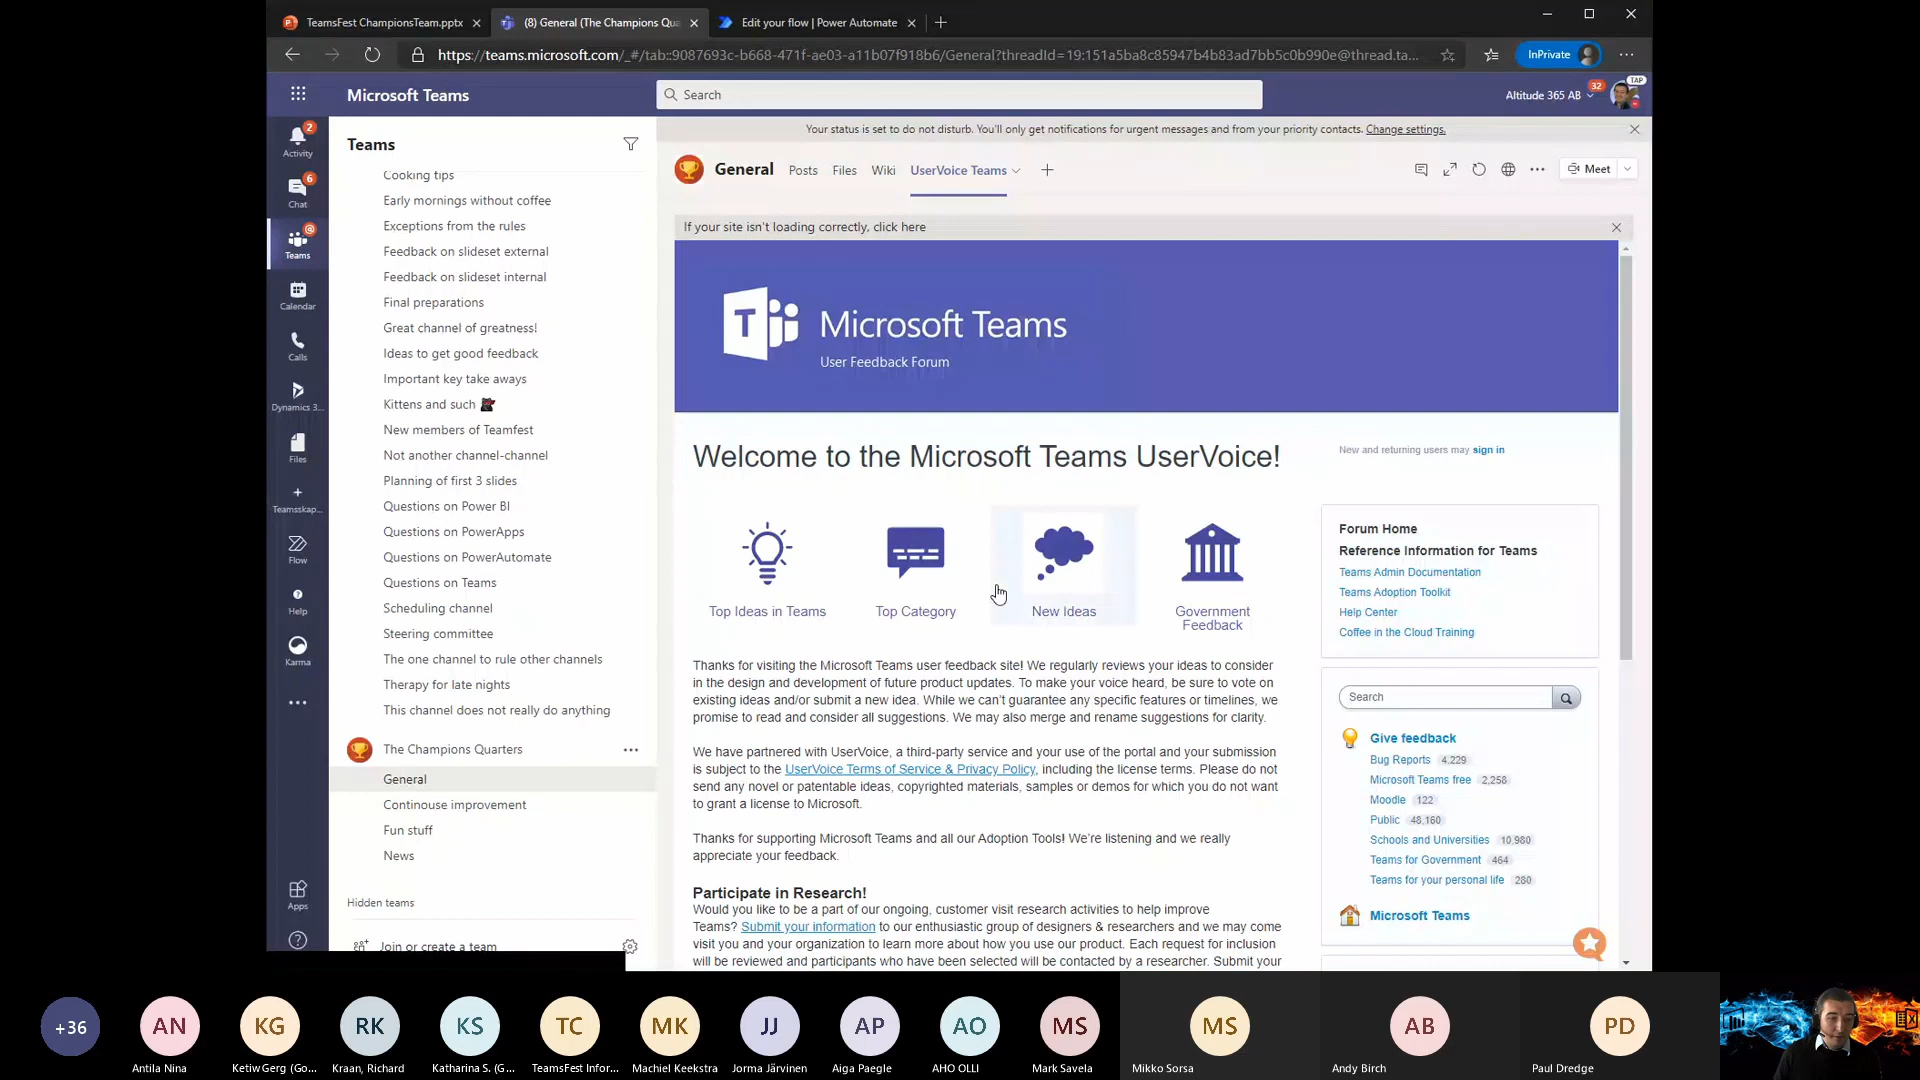 TeamsFest ChampionsTeam.pptx
(8) General (The Champions Qua
Edit your flow | Power Automate
https://teams.microsoft.com/_#/tab::9087693c-b668-471f-ae03-a11b07f918b6/General?threadId=19:151a5ba8c85947b4b83ad7bb5c0b990e@thread.ta...
InPrivate
Microsoft Teams
Search
Altitude 365 AB
32
TAP
2
Activity
6
Chat
@
Teams
Calendar
Calls
Dynamics 3...
Files
Teamsskap...
Flow
Help
Karma
Apps
Teams
Cooking tips
Early mornings without coffee
Exceptions from the rules
Feedback on slideset external
Feedback on slideset internal
Final preparations
Great channel of greatness!
Ideas to get good feedback
Important key take aways
Kittens and such
New members of Teamfest
Not another channel-channel
Planning of first 3 slides
Questions on Power BI
Questions on PowerApps
Questions on PowerAutomate
Questions on Teams
Scheduling channel
Steering committee
The one channel to rule other channels
Therapy for late nights
This channel does not really do anything
The Champions Quarters
General
Continouse improvement
Fun stuff
News
Hidden teams
Join or create a team
Your status is set to do not disturb. You'll only get notifications for urgent messages and from your priority contacts. Change settings.
General
Posts
Files
Wiki
UserVoice Teams
Meet
If your site isn't loading correctly, click here
T
Microsoft Teams
User Feedback Forum
Welcome to the Microsoft Teams UserVoice!
New and returning users may sign in
Top Ideas in Teams
Top Category
New Ideas
Government
Feedback
Thanks for visiting the Microsoft Teams user feedback site! We regularly reviews your ideas to consider
in the design and development of future product updates. To make your voice heard, be sure to vote on
existing ideas and/or submit a new idea. While we can't guarantee any specific features or timelines, we
promise to read and consider all suggestions. We may also merge and rename suggestions for clarity.
We have partnered with UserVoice, a third-party service and your use of the portal and your submission
is subject to the UserVoice Terms of Service & Privacy Policy, including the license terms. Please do not
send any novel or patentable ideas, copyrighted materials, samples or demos for which you do not want
to grant a license to Microsoft.
Thanks for supporting Microsoft Teams and all our Adoption Tools! We're listening and we really
appreciate your feedback.
Participate in Research!
Would you like to be a part of our ongoing, customer visit research activities to help improve
Teams? Submit your information to our enthusiastic group of designers & researchers and we may come
visit you and your organization to learn more about how you use our product. Each request for inclusion
will be reviewed and participants who have been selected will be contacted by a researcher. Submit your
Forum Home
Reference Information for Teams
Teams Admin Documentation
Teams Adoption Toolkit
Help Center
Coffee in the Cloud Training
Search
Give feedback
Bug Reports 4,229
Microsoft Teams free 2,258
Moodle 122
Public 48,160
Schools and Universities 10,980
Teams for Government 464
Teams for your personal life 280
Microsoft Teams
+36
AN
KG
RK
KS
TC
MK
JJ
AP
AO
MS
MS
AB
PD
Antila Nina
Ketiw Gerg (Go...
Kraan, Richard
Katharina S. (G...
TeamsFest Infor...
Machiel Keekstra
Jorma Järvinen
Aiga Paegle
AHO OLLI
Mark Savela
Mikko Sorsa
Andy Birch
Paul Dredge